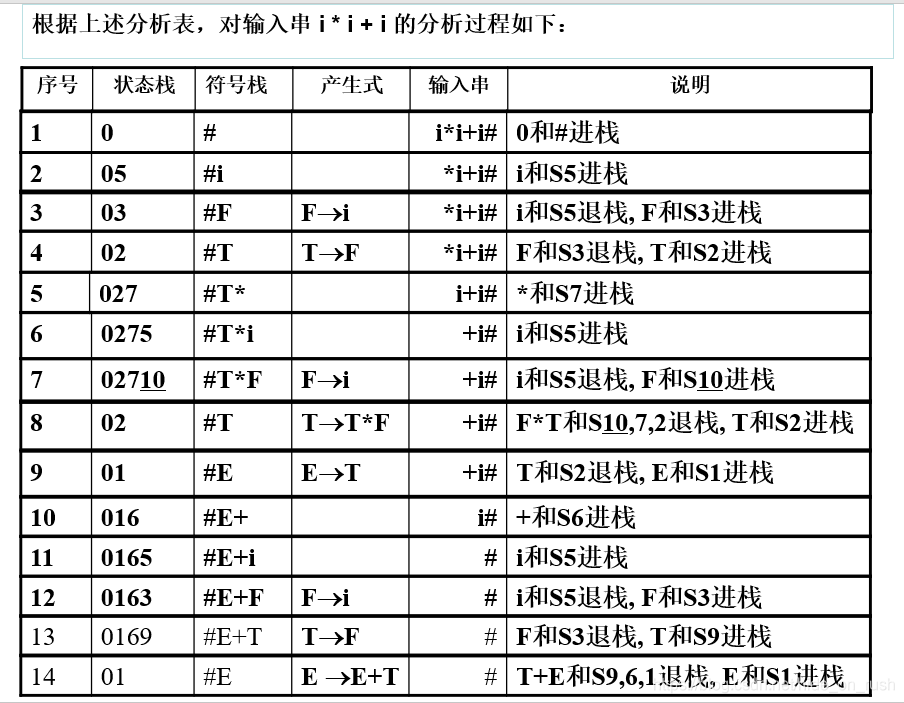 根据上述分析表，对输入串 i * i + i 的分析过程如下：
序号 状态栈 符号栈 产生式 输入串 说明
1 0 # i*i+i# 0和#进栈
2 05 #i *i+i# i和S5进栈
3 03 #F F→i *i+i# i和S5退栈, F和S3进栈
4 02 #T T→F *i+i# F和S3退栈, T和S2进栈
5 027 #T* i+i# *和S7进栈
6 0275 #T*i +i# i和S5进栈
7 02710 #T*F F→i +i# i和S5退栈, F和S10进栈
8 02 #T T→T*F +i# F*T和S10,7,2退栈, T和S2进栈
9 01 #E E→T +i# T和S2退栈, E和S1进栈
10 016 #E+ i# +和S6进栈
11 0165 #E+i # i和S5进栈
12 0163 #E+F F→i # i和S5退栈, F和S3进栈
13 0169 #E+T T→F # F和S3退栈, T和S9进栈
14 01 #E E →E+T # T+E和S9,6,1退栈, E和S1进栈